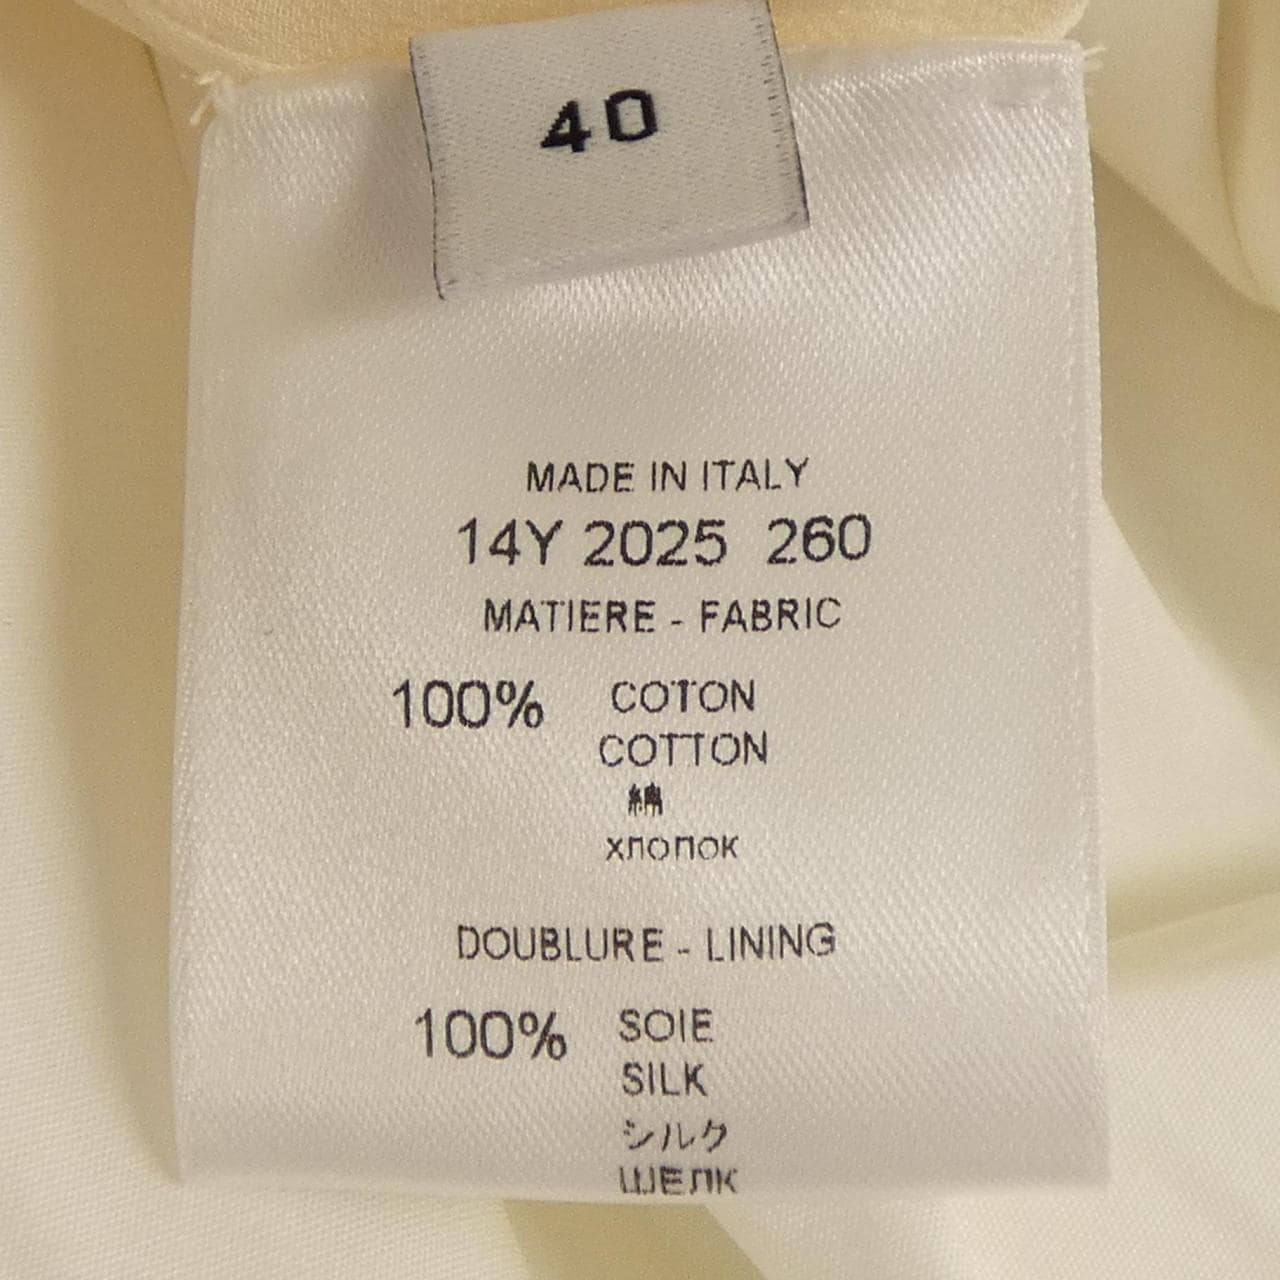 40
MADE IN ITALY
14Y 2025 260
MATIERE - FABRIC
100% COTON
COTTON
綿
хлопок
DOUBLURE - LINING
100% SOIE
SILK
シルク
ШЕЛК